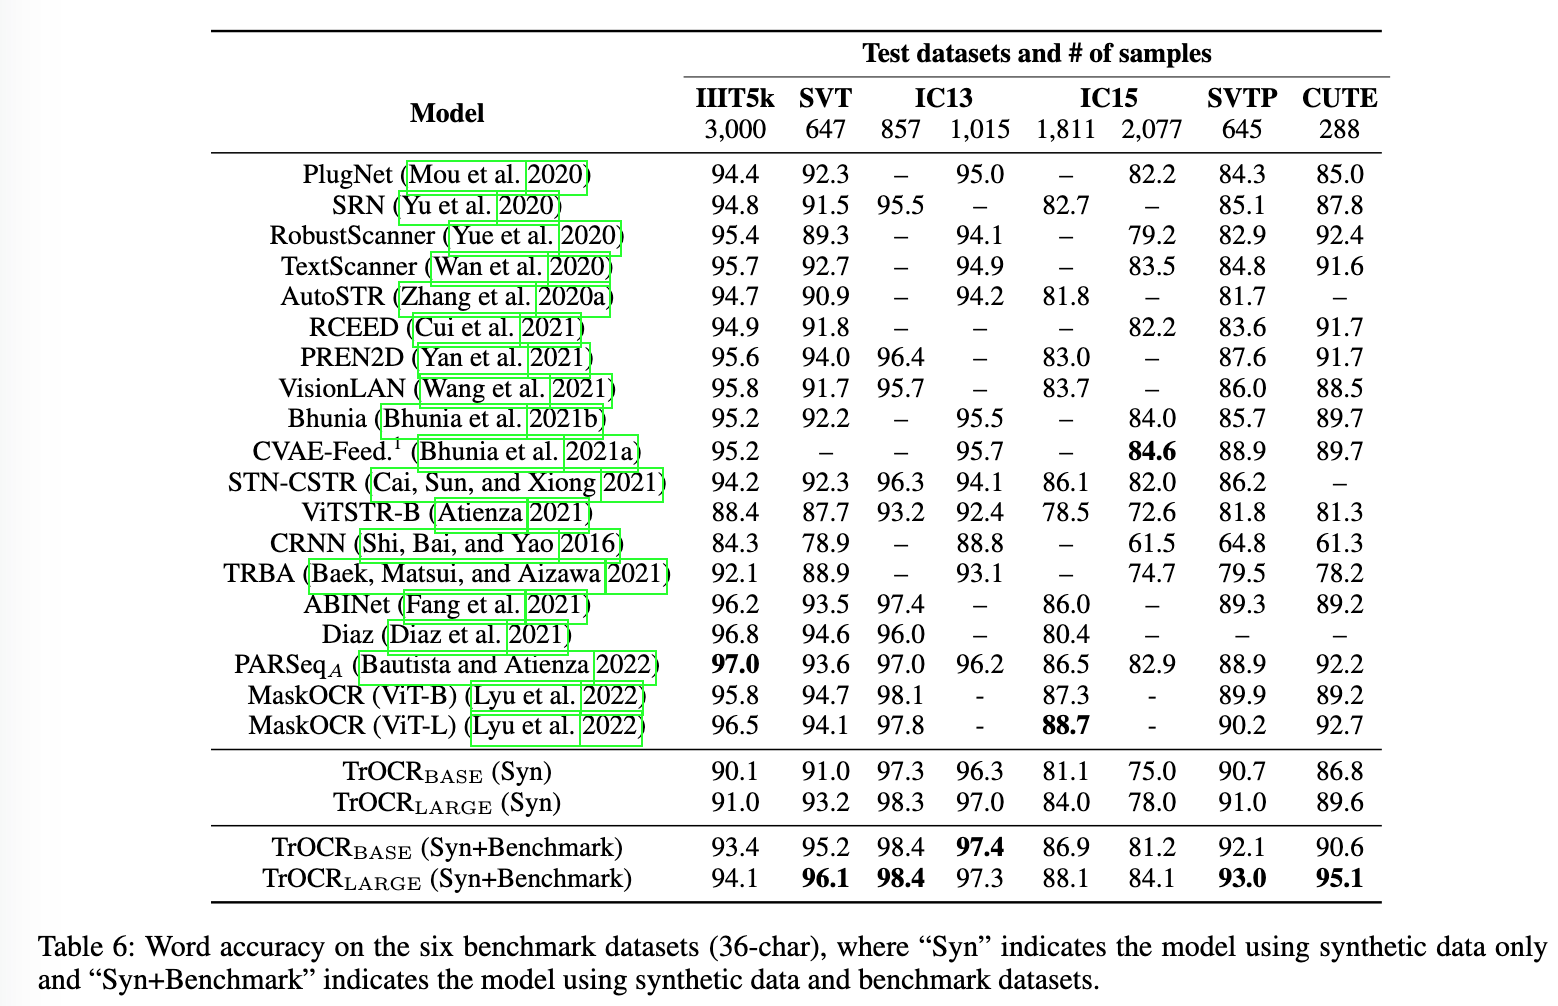 Test datasets and # of samples
Model IIIT5k SVT IC13 IC15 SVTP CUTE
3,000 647 857 1,015 1,811 2,077 645 288
PlugNet (Mou et al. 2020) 94.4 92.3 – 95.0 – 82.2 84.3 85.0
SRN (Yu et al. 2020) 94.8 91.5 95.5 – 82.7 – 85.1 87.8
RobustScanner (Yue et al. 2020) 95.4 89.3 – 94.1 – 79.2 82.9 92.4
TextScanner (Wan et al. 2020) 95.7 92.7 – 94.9 – 83.5 84.8 91.6
AutoSTR (Zhang et al. 2020a) 94.7 90.9 – 94.2 81.8 – 81.7 –
RCEED (Cui et al. 2021) 94.9 91.8 – – – 82.2 83.6 91.7
PREN2D (Yan et al. 2021) 95.6 94.0 96.4 – 83.0 – 87.6 91.7
VisionLAN (Wang et al. 2021) 95.8 91.7 95.7 – 83.7 – 86.0 88.5
Bhunia (Bhunia et al. 2021b) 95.2 92.2 – 95.5 – 84.0 85.7 89.7
CVAE-Feed.¹ (Bhunia et al. 2021a) 95.2 – – 95.7 – 84.6 88.9 89.7
STN-CSTR (Cai, Sun, and Xiong 2021) 94.2 92.3 96.3 94.1 86.1 82.0 86.2 –
ViTSTR-B (Atienza 2021) 88.4 87.7 93.2 92.4 78.5 72.6 81.8 81.3
CRNN (Shi, Bai, and Yao 2016) 84.3 78.9 – 88.8 – 61.5 64.8 61.3
TRBA (Baek, Matsui, and Aizawa 2021) 92.1 88.9 – 93.1 – 74.7 79.5 78.2
ABINet (Fang et al. 2021) 96.2 93.5 97.4 – 86.0 – 89.3 89.2
Diaz (Diaz et al. 2021) 96.8 94.6 96.0 – 80.4 – – –
PARSeqA (Bautista and Atienza 2022) 97.0 93.6 97.0 96.2 86.5 82.9 88.9 92.2
MaskOCR (ViT-B) (Lyu et al. 2022) 95.8 94.7 98.1 - 87.3 - 89.9 89.2
MaskOCR (ViT-L) (Lyu et al. 2022) 96.5 94.1 97.8 - 88.7 - 90.2 92.7
TrOCRBASE (Syn) 90.1 91.0 97.3 96.3 81.1 75.0 90.7 86.8
TrOCRLARGE (Syn) 91.0 93.2 98.3 97.0 84.0 78.0 91.0 89.6
TrOCRBASE (Syn+Benchmark) 93.4 95.2 98.4 97.4 86.9 81.2 92.1 90.6
TrOCRLARGE (Syn+Benchmark) 94.1 96.1 98.4 97.3 88.1 84.1 93.0 95.1
Table 6: Word accuracy on the six benchmark datasets (36-char), where “Syn” indicates the model using synthetic data only
and “Syn+Benchmark” indicates the model using synthetic data and benchmark datasets.